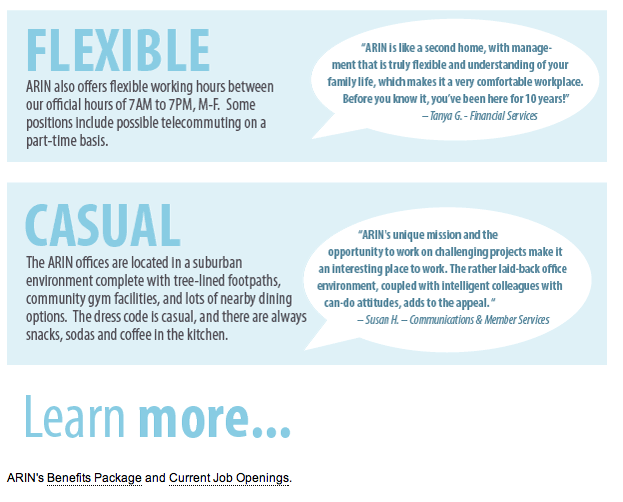 FLEXIBLE
ARIN also offers flexible working hours between
our official hours of 7AM to 7PM, M-F. Some
positions include possible telecommuting on a
part-time basis.
“ARIN is like a second home, with manage-
ment that is truly flexible and understanding of your
family life, which makes it a very comfortable workplace.
Before you know it, you've been here for 10 years!”
– Tanya G. - Financial Services
CASUAL
The ARIN offices are located in a suburban
environment complete with tree-lined footpaths,
community gym facilities, and lots of nearby dining
options. The dress code is casual, and there are always
snacks, sodas and coffee in the kitchen.
“ARIN's unique mission and the
opportunity to work on challenging projects make it
an interesting place to work. The rather laid-back office
environment, coupled with intelligent colleagues with
can-do attitudes, adds to the appeal. ”
– Susan H. – Communications & Member Services
Learn more...
ARIN's Benefits Package and Current Job Openings.